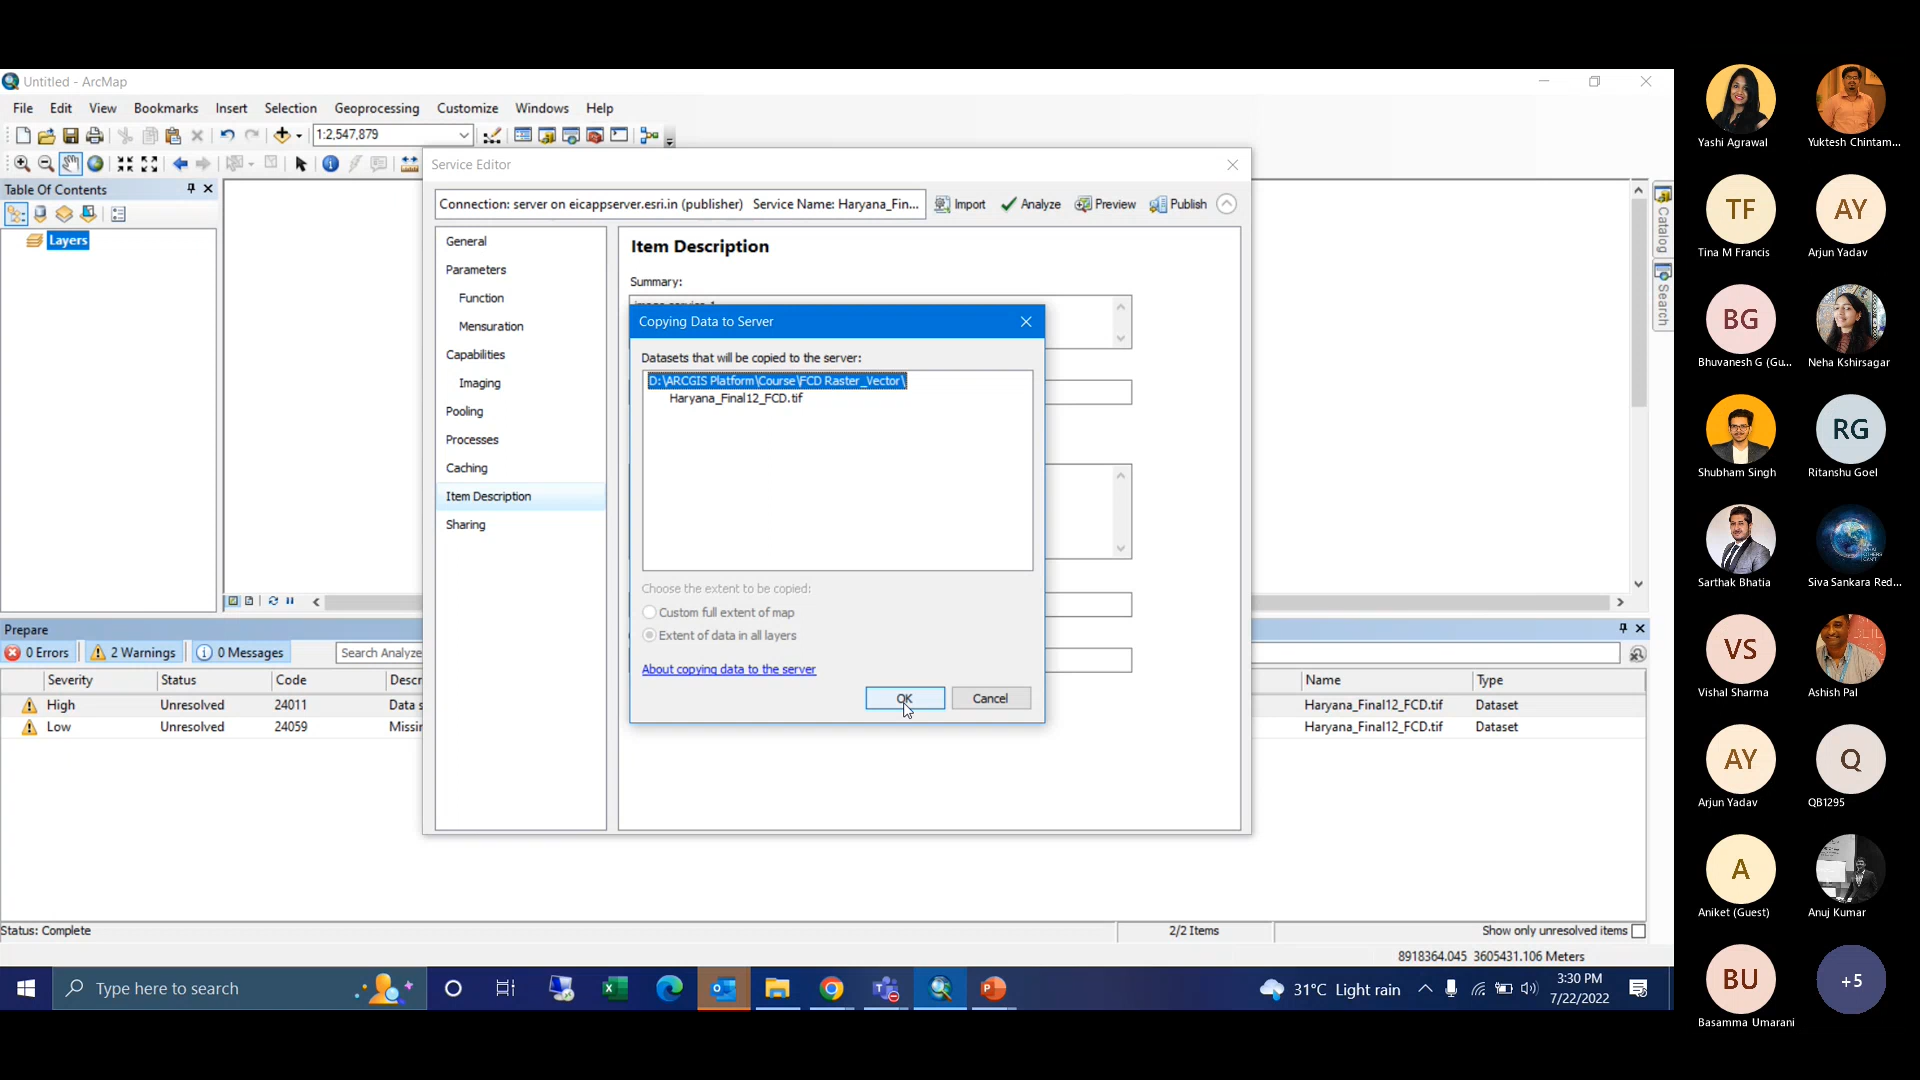 Untitled - ArcMap
File Edit View Bookmarks Insert Selection Geoprocessing Customize Windows Help
1:2,547,879
Table Of Contents
Layers
Service Editor
Connection: server on eicappserver.esri.in (publisher) Service Name: Haryana_Fin...
Import Analyze Preview Publish
General
Parameters
Function
Mensuration
Capabilities
Imaging
Pooling
Processes
Caching
Item Description
Sharing
Item Description
Summary:
Copying Data to Server
Datasets that will be copied to the server:
D:\ARCGIS Platform\Course\FCD Raster_Vector\
Haryana_Final12_FCD.tif
Choose the extent to be copied:
Custom full extent of map
Extent of data in all layers
About copying data to the server
OK Cancel
Catalog
Search
Prepare
0 Errors 2 Warnings 0 Messages Search Analyze
Severity Status Code Descr Name Type
High Unresolved 24011 Data s Haryana_Final12_FCD.tif Dataset
Low Unresolved 24059 Missir Haryana_Final12_FCD.tif Dataset
Status: Complete 2/2 Items Show only unresolved items
8918364.045 3605431.106 Meters
Type here to search
31°C Light rain
3:30 PM
7/22/2022
Yashi Agrawal Yuktesh Chintam...
TF AY
Tina M Francis Arjun Yadav
BG
Bhuvanesh G (Gu... Neha Kshirsagar
RG
Shubham Singh Ritanshu Goel
Sarthak Bhatia Siva Sankara Red...
VS
Vishal Sharma Ashish Pal
AY Q
Arjun Yadav QB1295
A
Aniket (Guest) Anuj Kumar
BU +5
Basamma Umarani